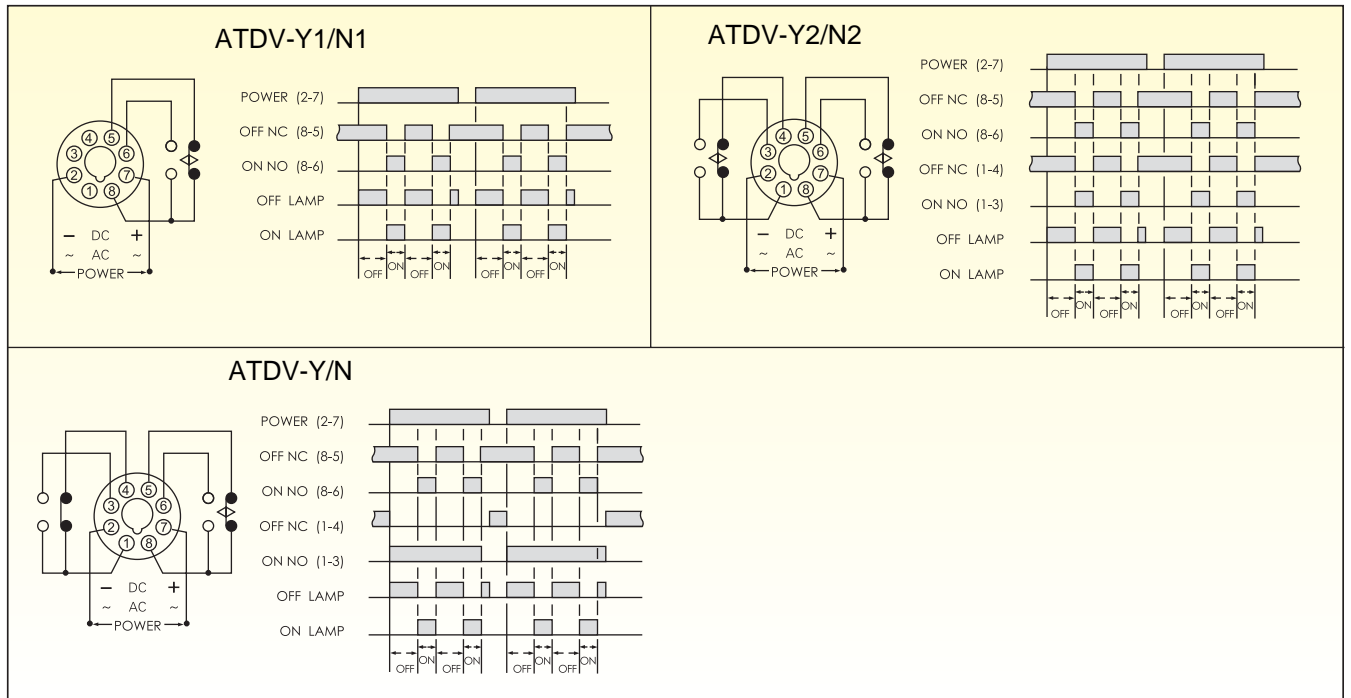 ATDV-Y1/N1
POWER (2-7)
OFF NC (8-5)
ON NO (8-6)
OFF LAMP
ON LAMP
4 5
3 6
2 7
1 8
− DC +
~ AC ~
POWER
OFF ON OFF ON OFF ON OFF ON
ATDV-Y2/N2
POWER (2-7)
OFF NC (8-5)
ON NO (8-6)
OFF NC (1-4)
ON NO (1-3)
OFF LAMP
ON LAMP
4 5
3 6
2 7
1 8
− DC +
~ AC ~
POWER
OFF ON OFF ON OFF ON OFF ON
ATDV-Y/N
POWER (2-7)
OFF NC (8-5)
ON NO (8-6)
OFF NC (1-4)
ON NO (1-3)
OFF LAMP
ON LAMP
4 5
3 6
2 7
1 8
− DC +
~ AC ~
POWER
OFF ON OFF ON OFF ON OFF ON